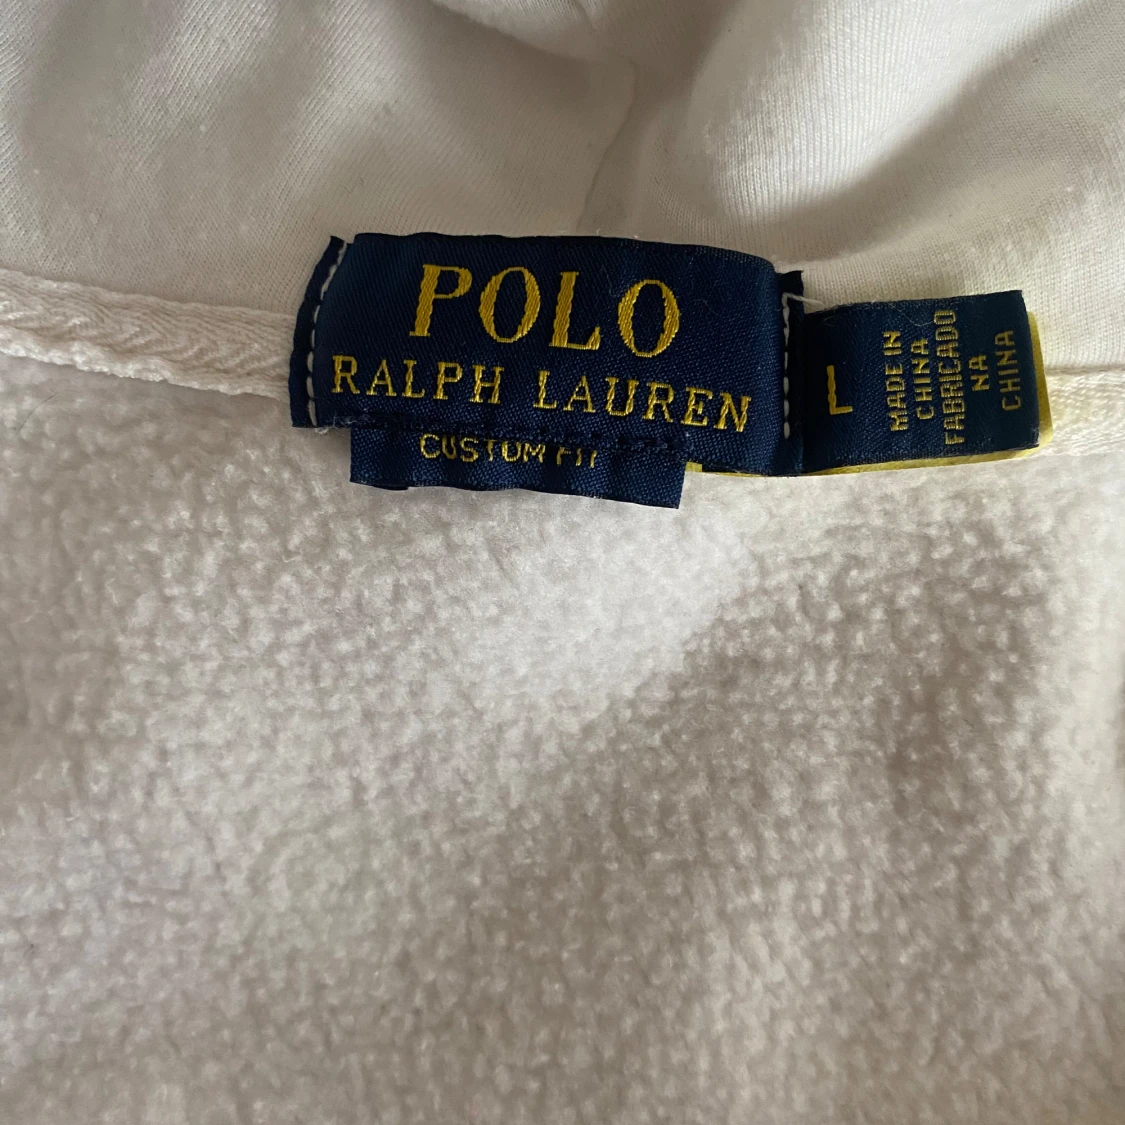 POLO
RALPH LAUREN
CUSTOM FIT
L
MADE IN
CHINA
FABRICADO
NA
CHINA